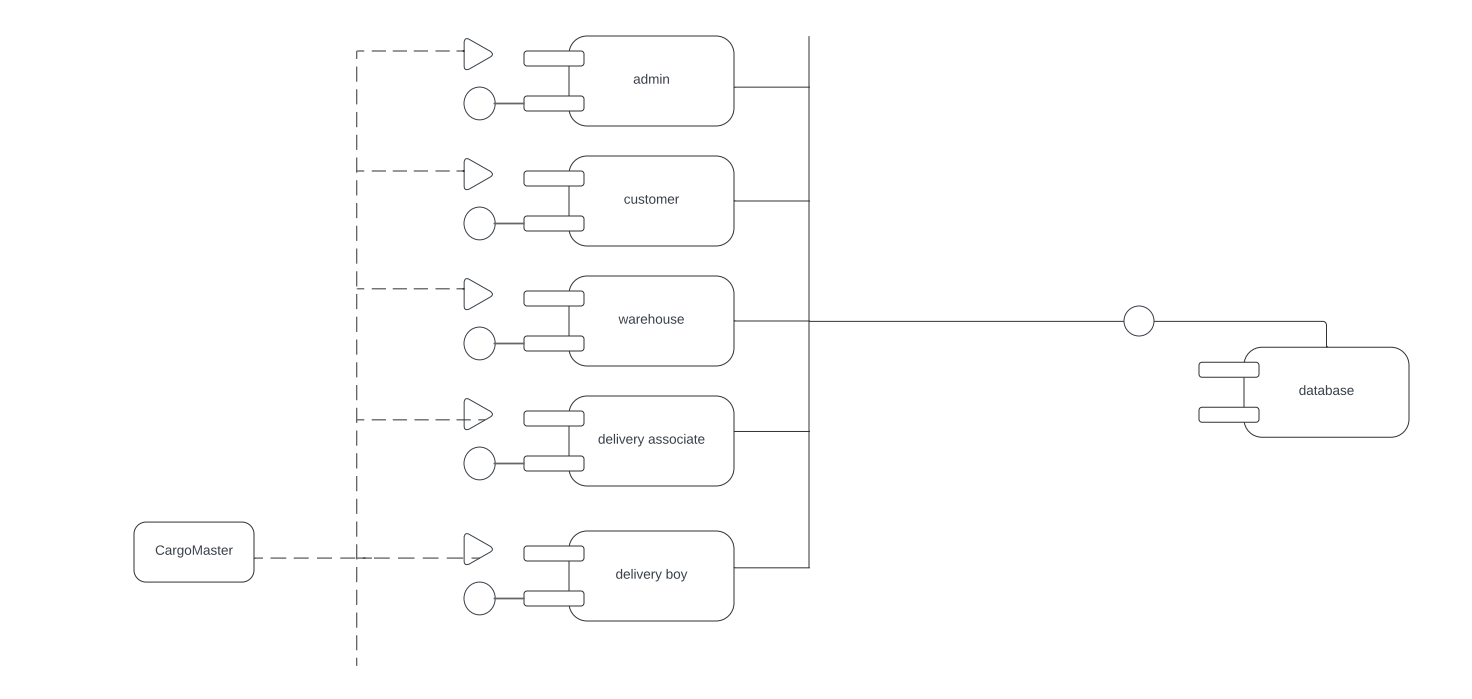 admin
customer
warehouse
delivery associate
delivery boy
CargoMaster
database